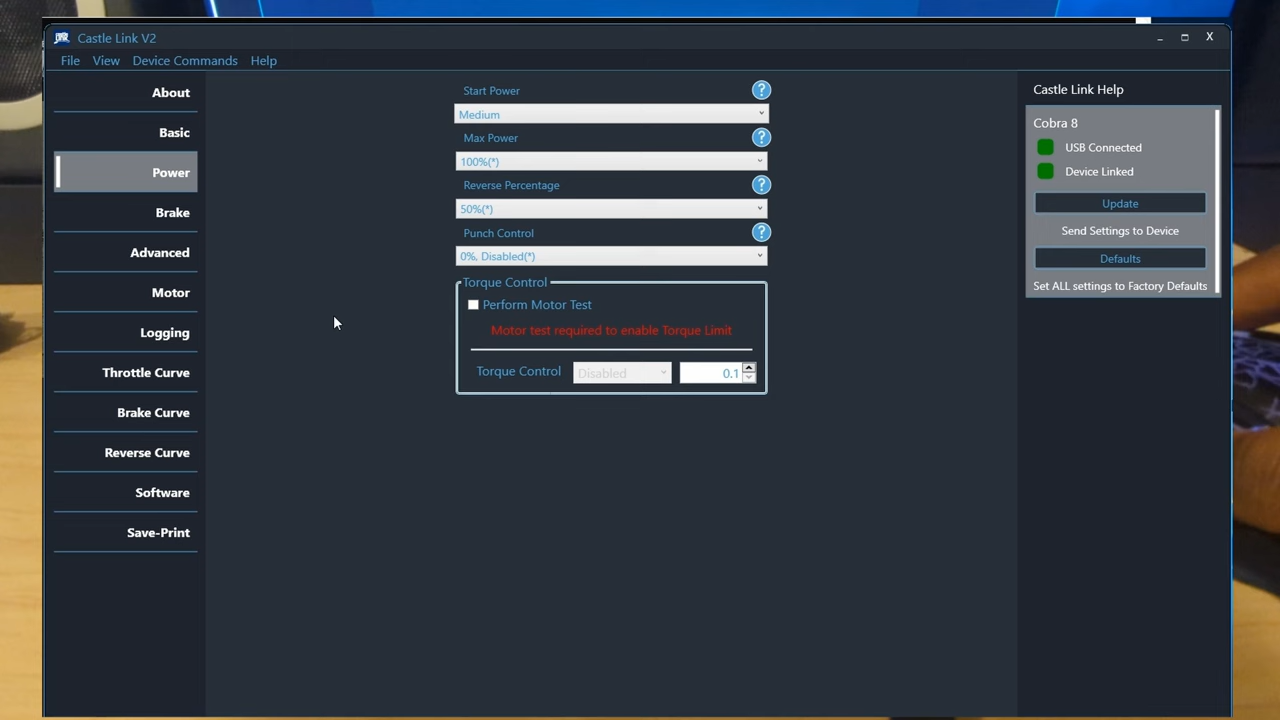 Castle Link V2
File View Device Commands Help
About
Basic
Power
Brake
Advanced
Motor
Logging
Throttle Curve
Brake Curve
Reverse Curve
Software
Save-Print
Start Power
?
Medium
Max Power
?
100%(*)
Reverse Percentage
?
50%(*)
Punch Control
?
0%, Disabled(*)
Torque Control
Perform Motor Test
Motor test required to enable Torque Limit
Torque Control Disabled 0.1
Castle Link Help
Cobra 8
USB Connected
Device Linked
Update
Send Settings to Device
Defaults
Set ALL settings to Factory Defaults